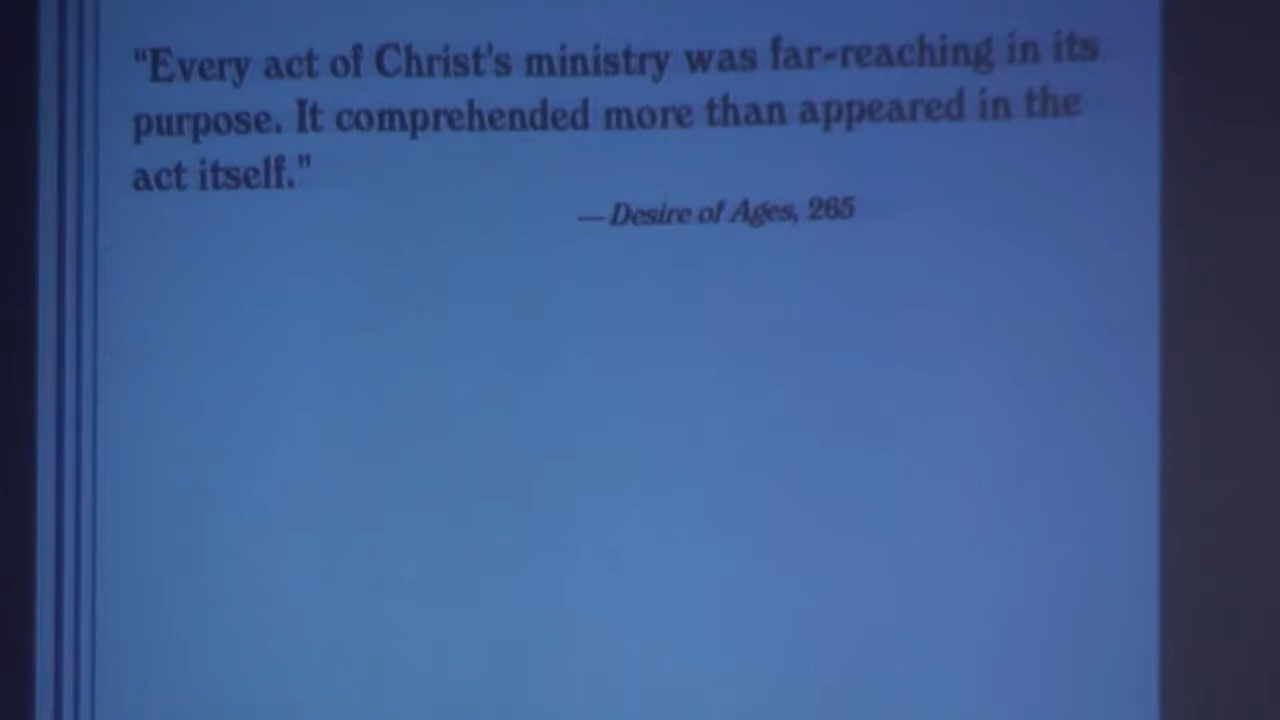 "Every act of Christ's ministry was far-reaching in its
purpose. It comprehended more than appeared in the
act itself."
—Desire of Ages, 265